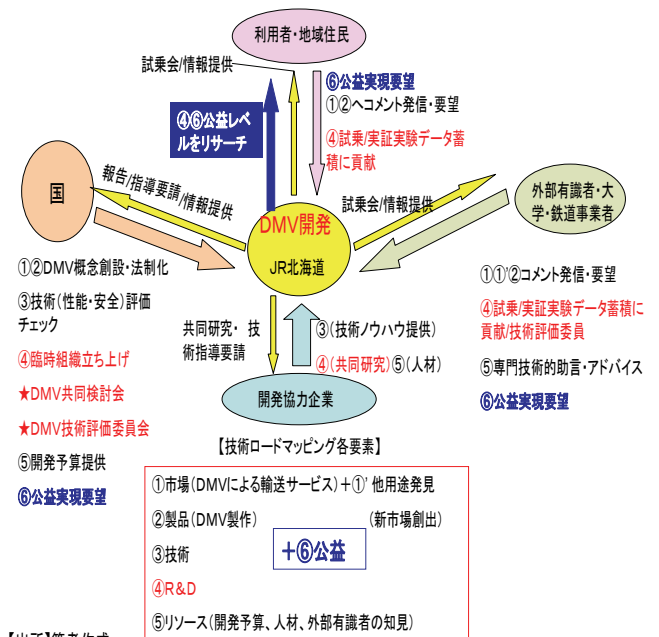 利用者・地域住民
試乗会/情報提供
⑥公益実現要望
①②へコメント発信・要望
④試乗/実証実験データ蓄
積に貢献
④⑥公益レベ
ルをリサーチ
国
報告/指導要請/情報提供
DMV開発
JR北海道
試乗会/情報提供
外部有識者・大
学・鉄道事業者
①②DMV概念創設・法制化
③技術(性能・安全)評価
チェック
④臨時組織立ち上げ
★DMV共同検討会
★DMV技術評価委員会
⑤開発予算提供
⑥公益実現要望
共同研究・ 技
術指導要請
③(技術ノウハウ提供)
④(共同研究)⑤(人材)
開発協力企業
①①'②コメント発信・要望
④試乗/実証実験データ蓄積に
貢献/技術評価委員
⑤専門技術的助言・アドバイス
⑥公益実現要望
【技術ロードマッピング各要素】
①市場(DMVによる輸送サービス)+①' 他用途発見
②製品(DMV製作) (新市場創出)
③技術
+⑥公益
④R&D
⑤リソース(開発予算、人材、外部有識者の知見)
【出所】筆者作成